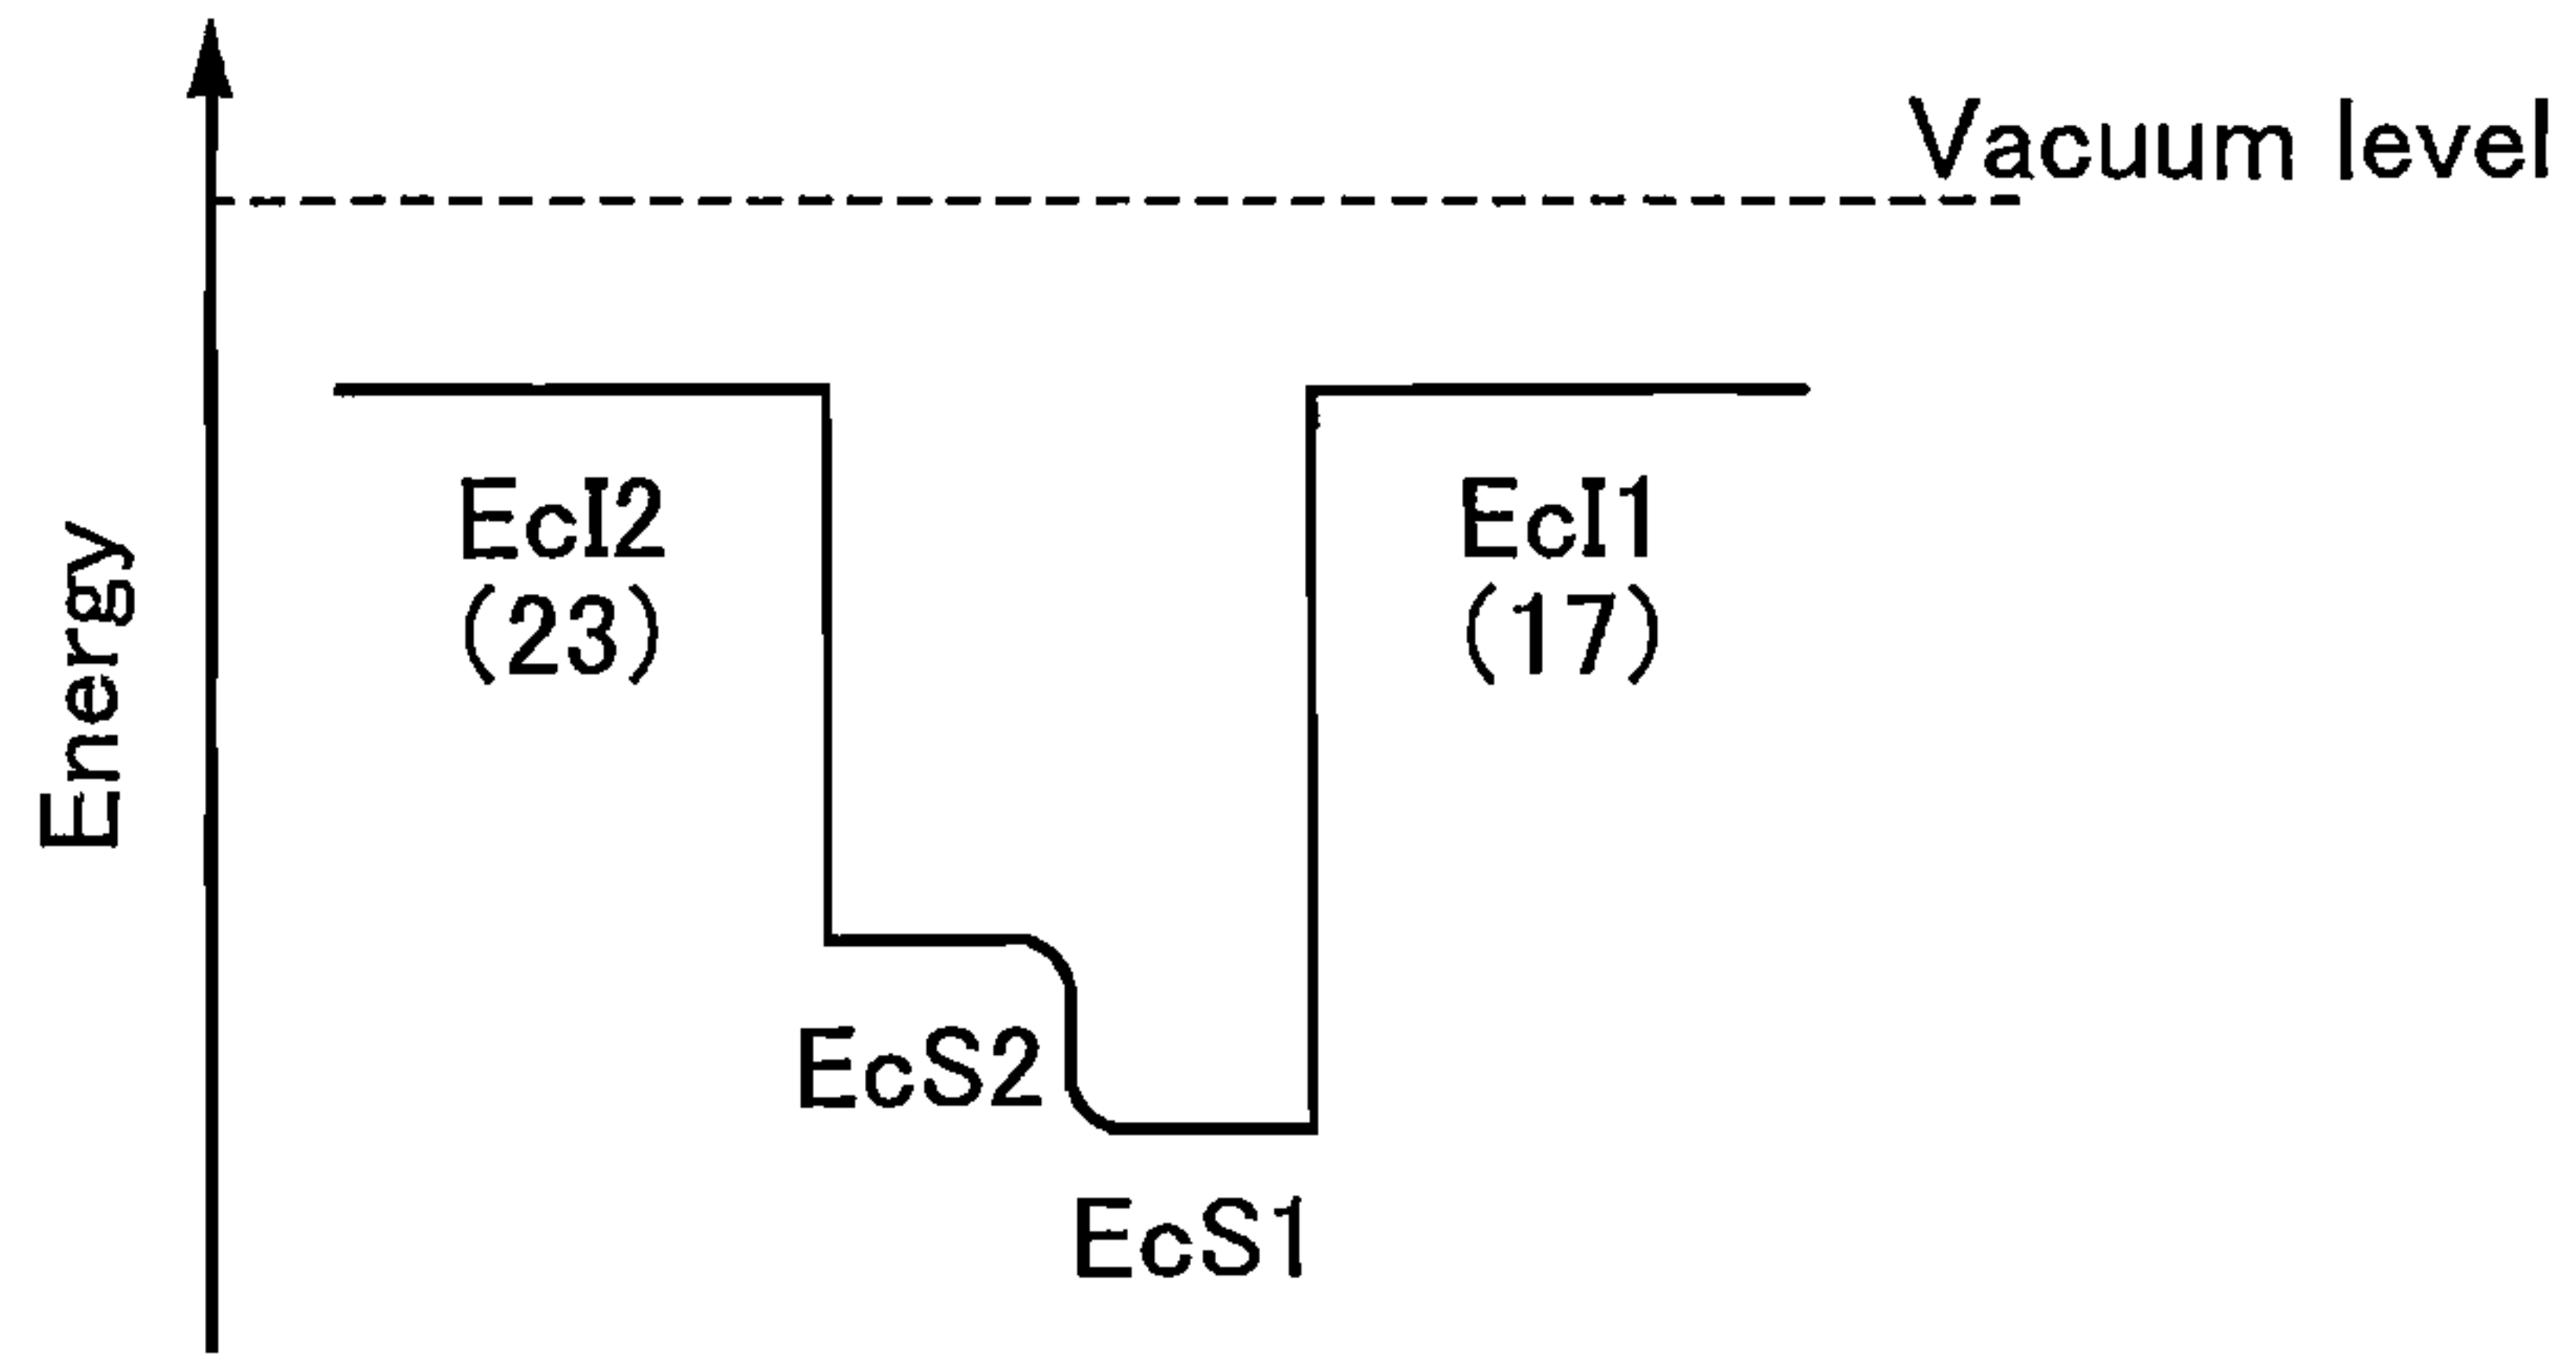 Vacuum level
Energy
EcI2
(23)
EcI1
(17)
EcS2
EcS1